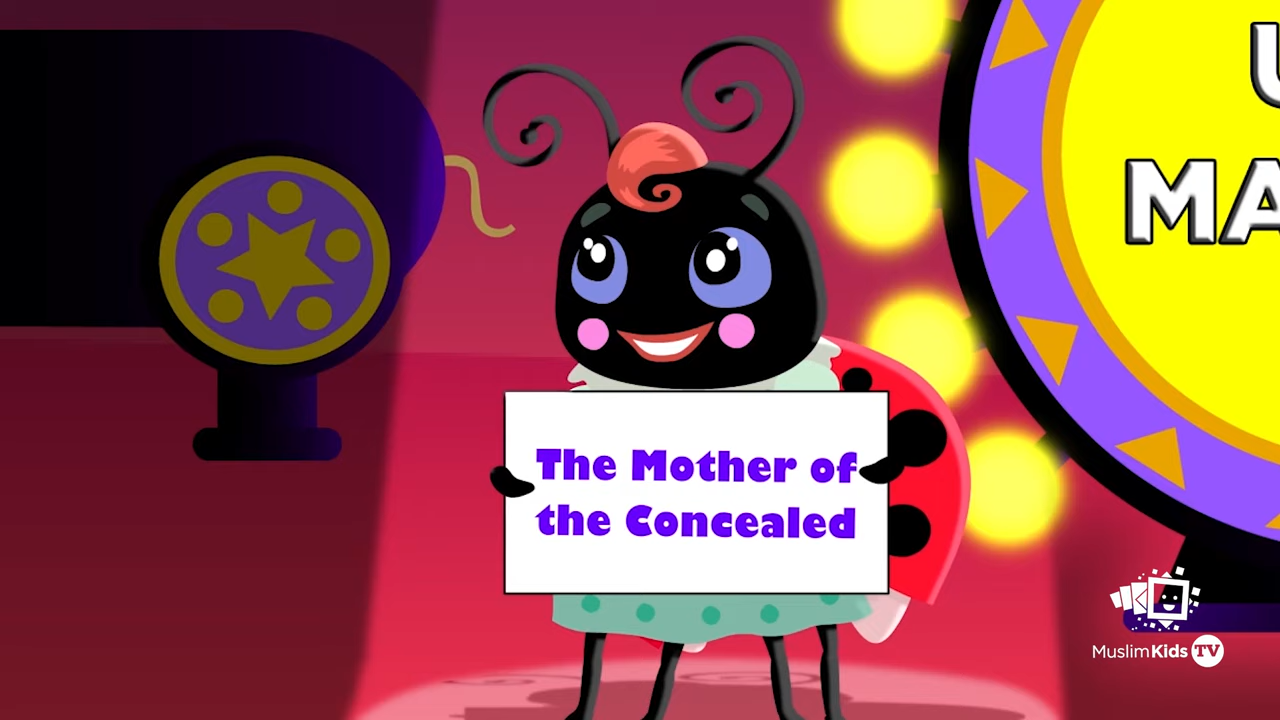 The Mother of
the Concealed
MuslimKids TV